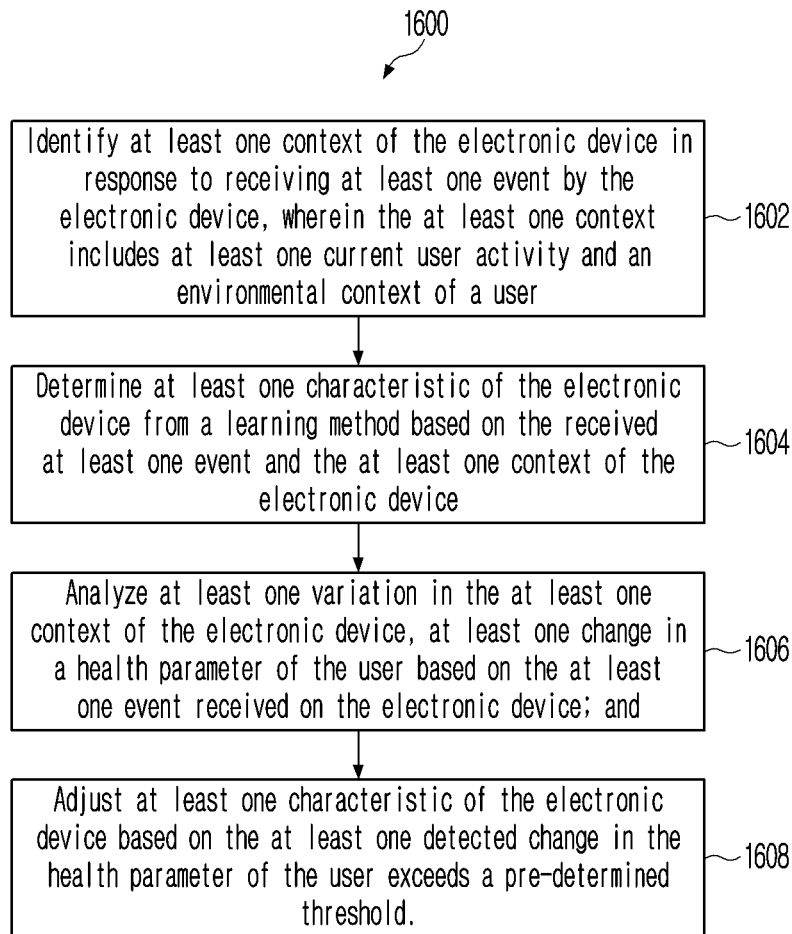 1600
Identify at least one context of the electronic device in
response to receiving at least one event by the
electronic device, wherein the at least one context
includes at least one current user activity and an
environmental context of a user
1602
Determine at least one characteristic of the electronic
device from a learning method based on the received
at least one event and the at least one context of the
electronic device
1604
Analyze at least one variation in the at least one
context of the electronic device, at least one change in
a health parameter of the user based on the at least
one event received on the electronic device; and
1606
Adjust at least one characteristic of the electronic
device based on the at least one detected change in the
health parameter of the user exceeds a pre-determined
threshold.
1608